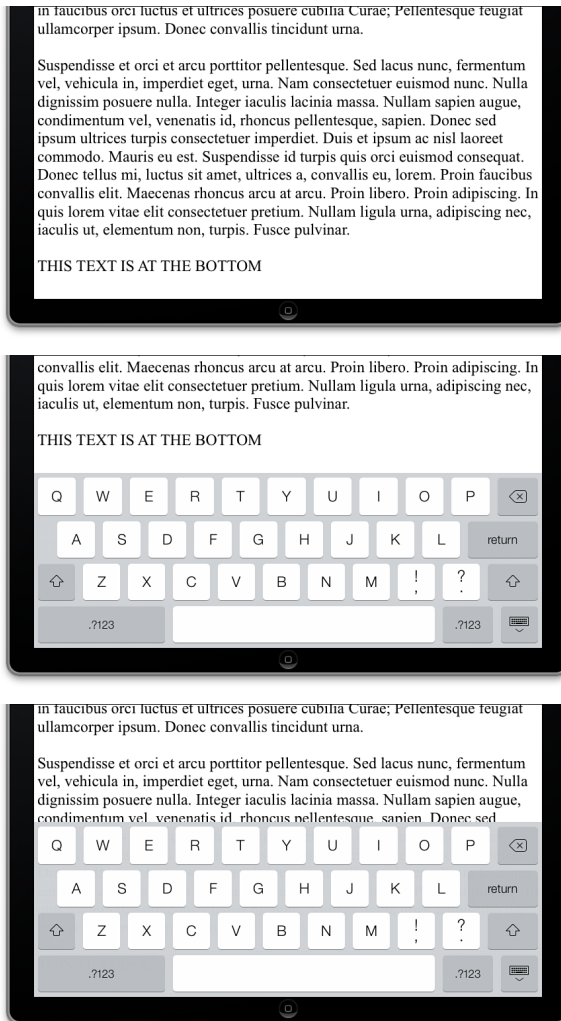 in faucibus orci luctus et ultrices posuere cubilia Curae; Pellentesque feugiat
ullamcorper ipsum. Donec convallis tincidunt urna.
Suspendisse et orci et arcu porttitor pellentesque. Sed lacus nunc, fermentum
vel, vehicula in, imperdiet eget, urna. Nam consectetuer euismod nunc. Nulla
dignissim posuere nulla. Integer iaculis lacinia massa. Nullam sapien augue,
condimentum vel, venenatis id, rhoncus pellentesque, sapien. Donec sed
ipsum ultrices turpis consectetuer imperdiet. Duis et ipsum ac nisl laoreet
commodo. Mauris eu est. Suspendisse id turpis quis orci euismod consequat.
Donec tellus mi, luctus sit amet, ultrices a, convallis eu, lorem. Proin faucibus
convallis elit. Maecenas rhoncus arcu at arcu. Proin libero. Proin adipiscing. In
quis lorem vitae elit consectetuer pretium. Nullam ligula urna, adipiscing nec,
iaculis ut, elementum non, turpis. Fusce pulvinar.
THIS TEXT IS AT THE BOTTOM
convallis elit. Maecenas rhoncus arcu at arcu. Proin libero. Proin adipiscing. In
quis lorem vitae elit consectetuer pretium. Nullam ligula urna, adipiscing nec,
iaculis ut, elementum non, turpis. Fusce pulvinar.
THIS TEXT IS AT THE BOTTOM
Q W E R T Y U I O P
A S D F G H J K L return
Z X C V B N M ! , ? .
.?123 .?123
in faucibus orci luctus et ultrices posuere cubilia Curae; Pellentesque feugiat
ullamcorper ipsum. Donec convallis tincidunt urna.
Suspendisse et orci et arcu porttitor pellentesque. Sed lacus nunc, fermentum
vel, vehicula in, imperdiet eget, urna. Nam consectetuer euismod nunc. Nulla
dignissim posuere nulla. Integer iaculis lacinia massa. Nullam sapien augue,
condimentum vel, venenatis id, rhoncus pellentesque, sapien. Donec sed
Q W E R T Y U I O P
A S D F G H J K L return
Z X C V B N M ! , ? .
.?123 .?123